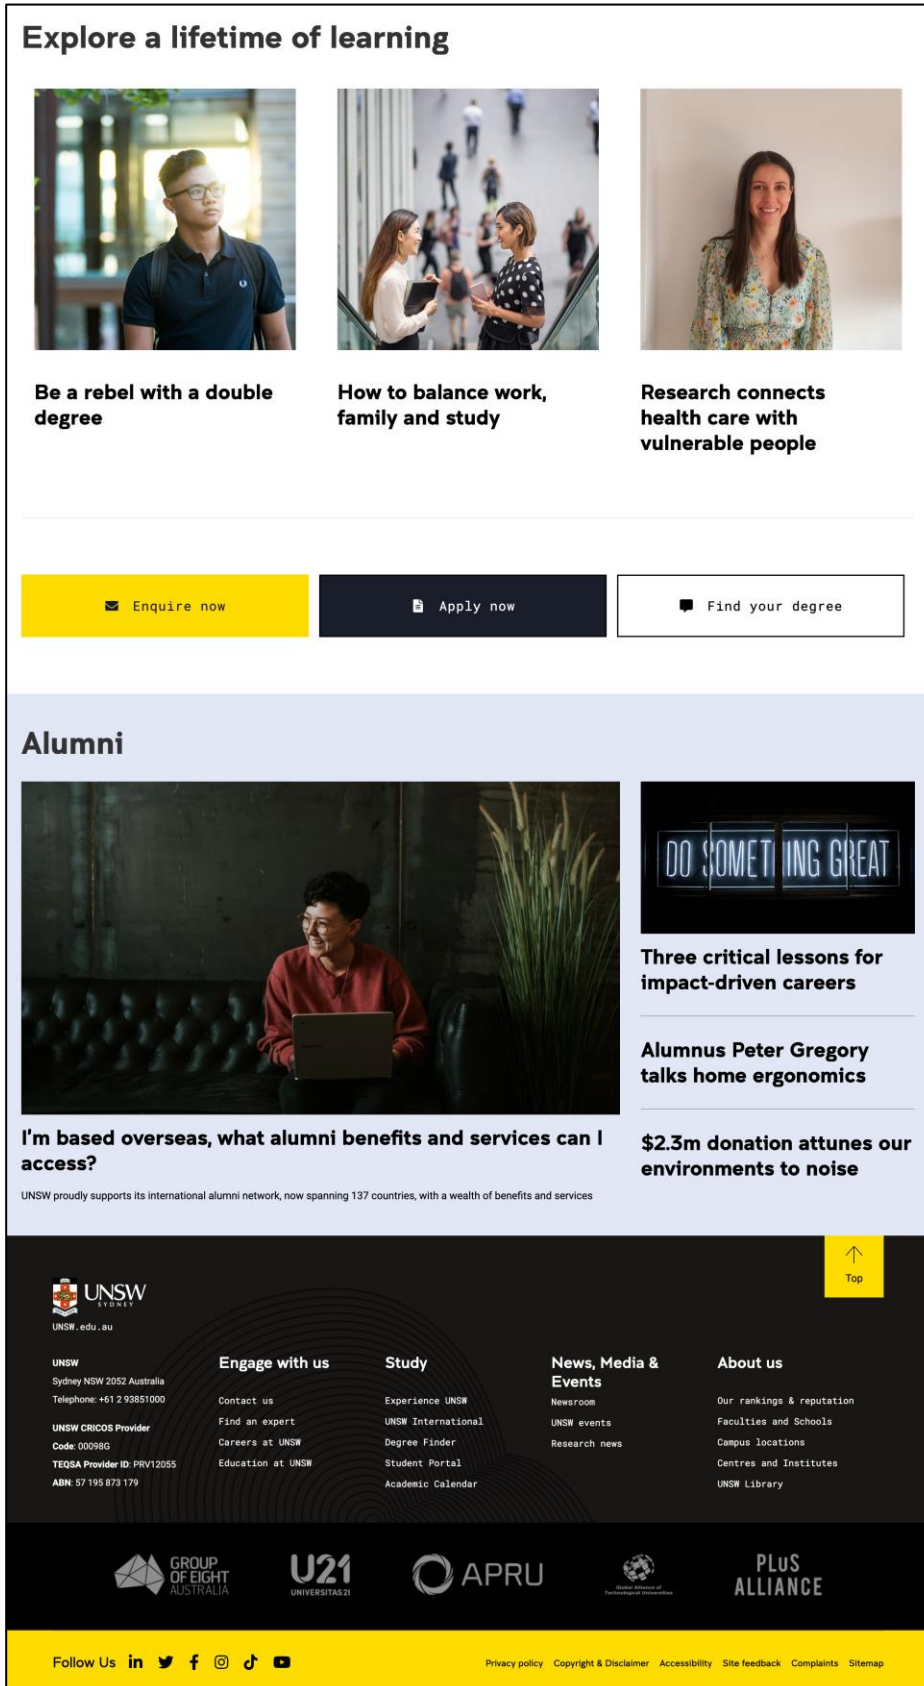 Explore a lifetime of learning
Be a rebel with a double
degree
How to balance work,
family and study
Research connects
health care with
vulnerable people
Enquire now
Apply now
Find your degree
Alumni
DO SOMETHING GREAT
I'm based overseas, what alumni benefits and services can I
access?
UNSW proudly supports its international alumni network, now spanning 137 countries, with a wealth of benefits and services
Three critical lessons for
impact-driven careers
Alumnus Peter Gregory
talks home ergonomics
$2.3m donation attunes our
environments to noise
Top
UNSW
SYDNEY
UNSW.edu.au
UNSW
Sydney NSW 2052 Australia
Telephone: +61 2 93851000
UNSW CRICOS Provider
Code: 00098G
TEQSA Provider ID: PRV12055
ABN: 57 195 873 179
Engage with us
Contact us
Find an expert
Careers at UNSW
Education at UNSW
Study
Experience UNSW
UNSW International
Degree Finder
Student Portal
Academic Calendar
News, Media &
Events
Newsroom
UNSW events
Research news
About us
Our rankings & reputation
Faculties and Schools
Campus locations
Centres and Institutes
UNSW Library
GROUP
OF EIGHT
AUSTRALIA
U21
UNIVERSITAS 21
APRU
Global Alliance of
Technological Universities
PLuS
ALLIANCE
Follow Us
Privacy policy Copyright & Disclaimer Accessibility Site feedback Complaints Sitemap